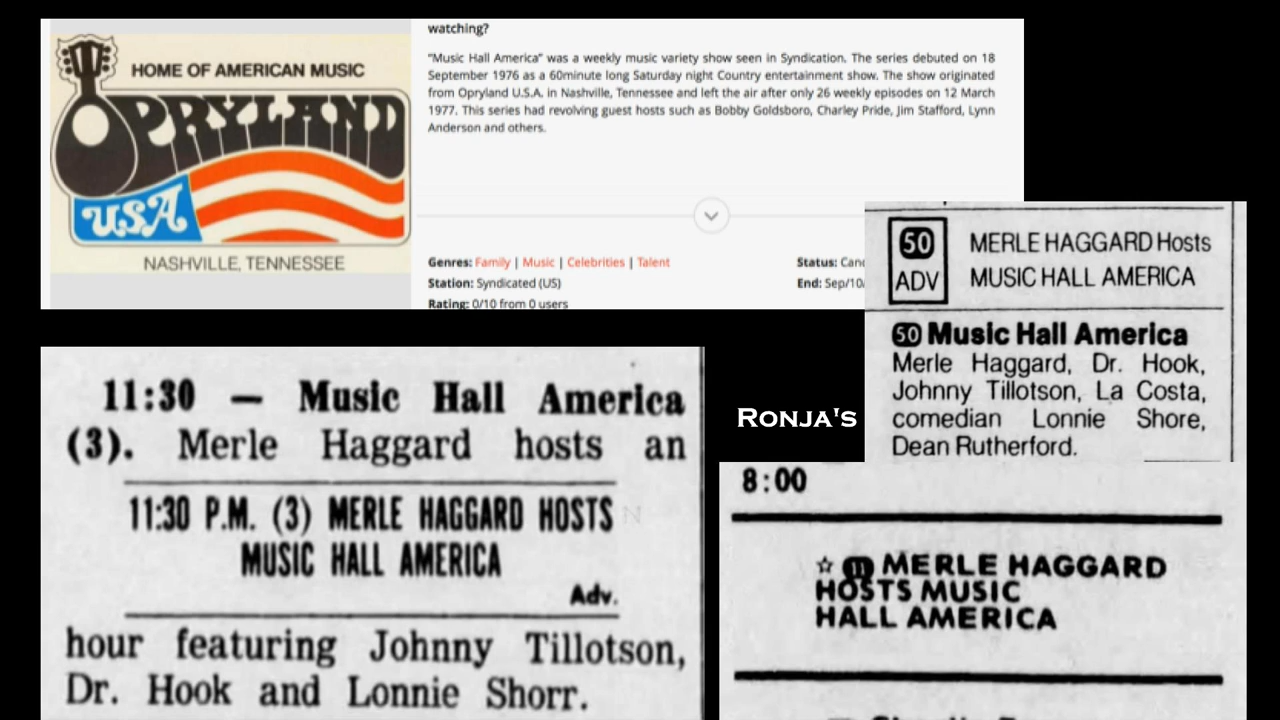 HOME OF AMERICAN MUSIC
OPRYLAND
USA
NASHVILLE, TENNESSEE
watching?
"Music Hall America" was a weekly music variety show seen in Syndication. The series debuted on 18
September 1976 as a 60minute long Saturday night Country entertainment show. The show originated
from Opryland U.S.A. in Nashville, Tennessee and left the air after only 26 weekly episodes on 12 March
1977. This series had revolving guest hosts such as Bobby Goldsboro, Charley Pride, Jim Stafford, Lynn
Anderson and others.
Genres: Family | Music | Celebrities | Talent
Status: Canc
Station: Syndicated (US)
End: Sep/10/
Rating: 0/10 from 0 users
50 MERLE HAGGARD Hosts
ADV MUSIC HALL AMERICA
50 Music Hall America
Merle Haggard, Dr. Hook,
Johnny Tillotson, La Costa,
comedian Lonnie Shore,
Dean Rutherford.
11:30 — Music Hall America
(3). Merle Haggard hosts an
11:30 P.M. (3) MERLE HAGGARD HOSTS
MUSIC HALL AMERICA
Adv.
hour featuring Johnny Tillotson,
Dr. Hook and Lonnie Shorr.
Ronja's
8:00
☆ 11 MERLE HAGGARD
HOSTS MUSIC
HALL AMERICA